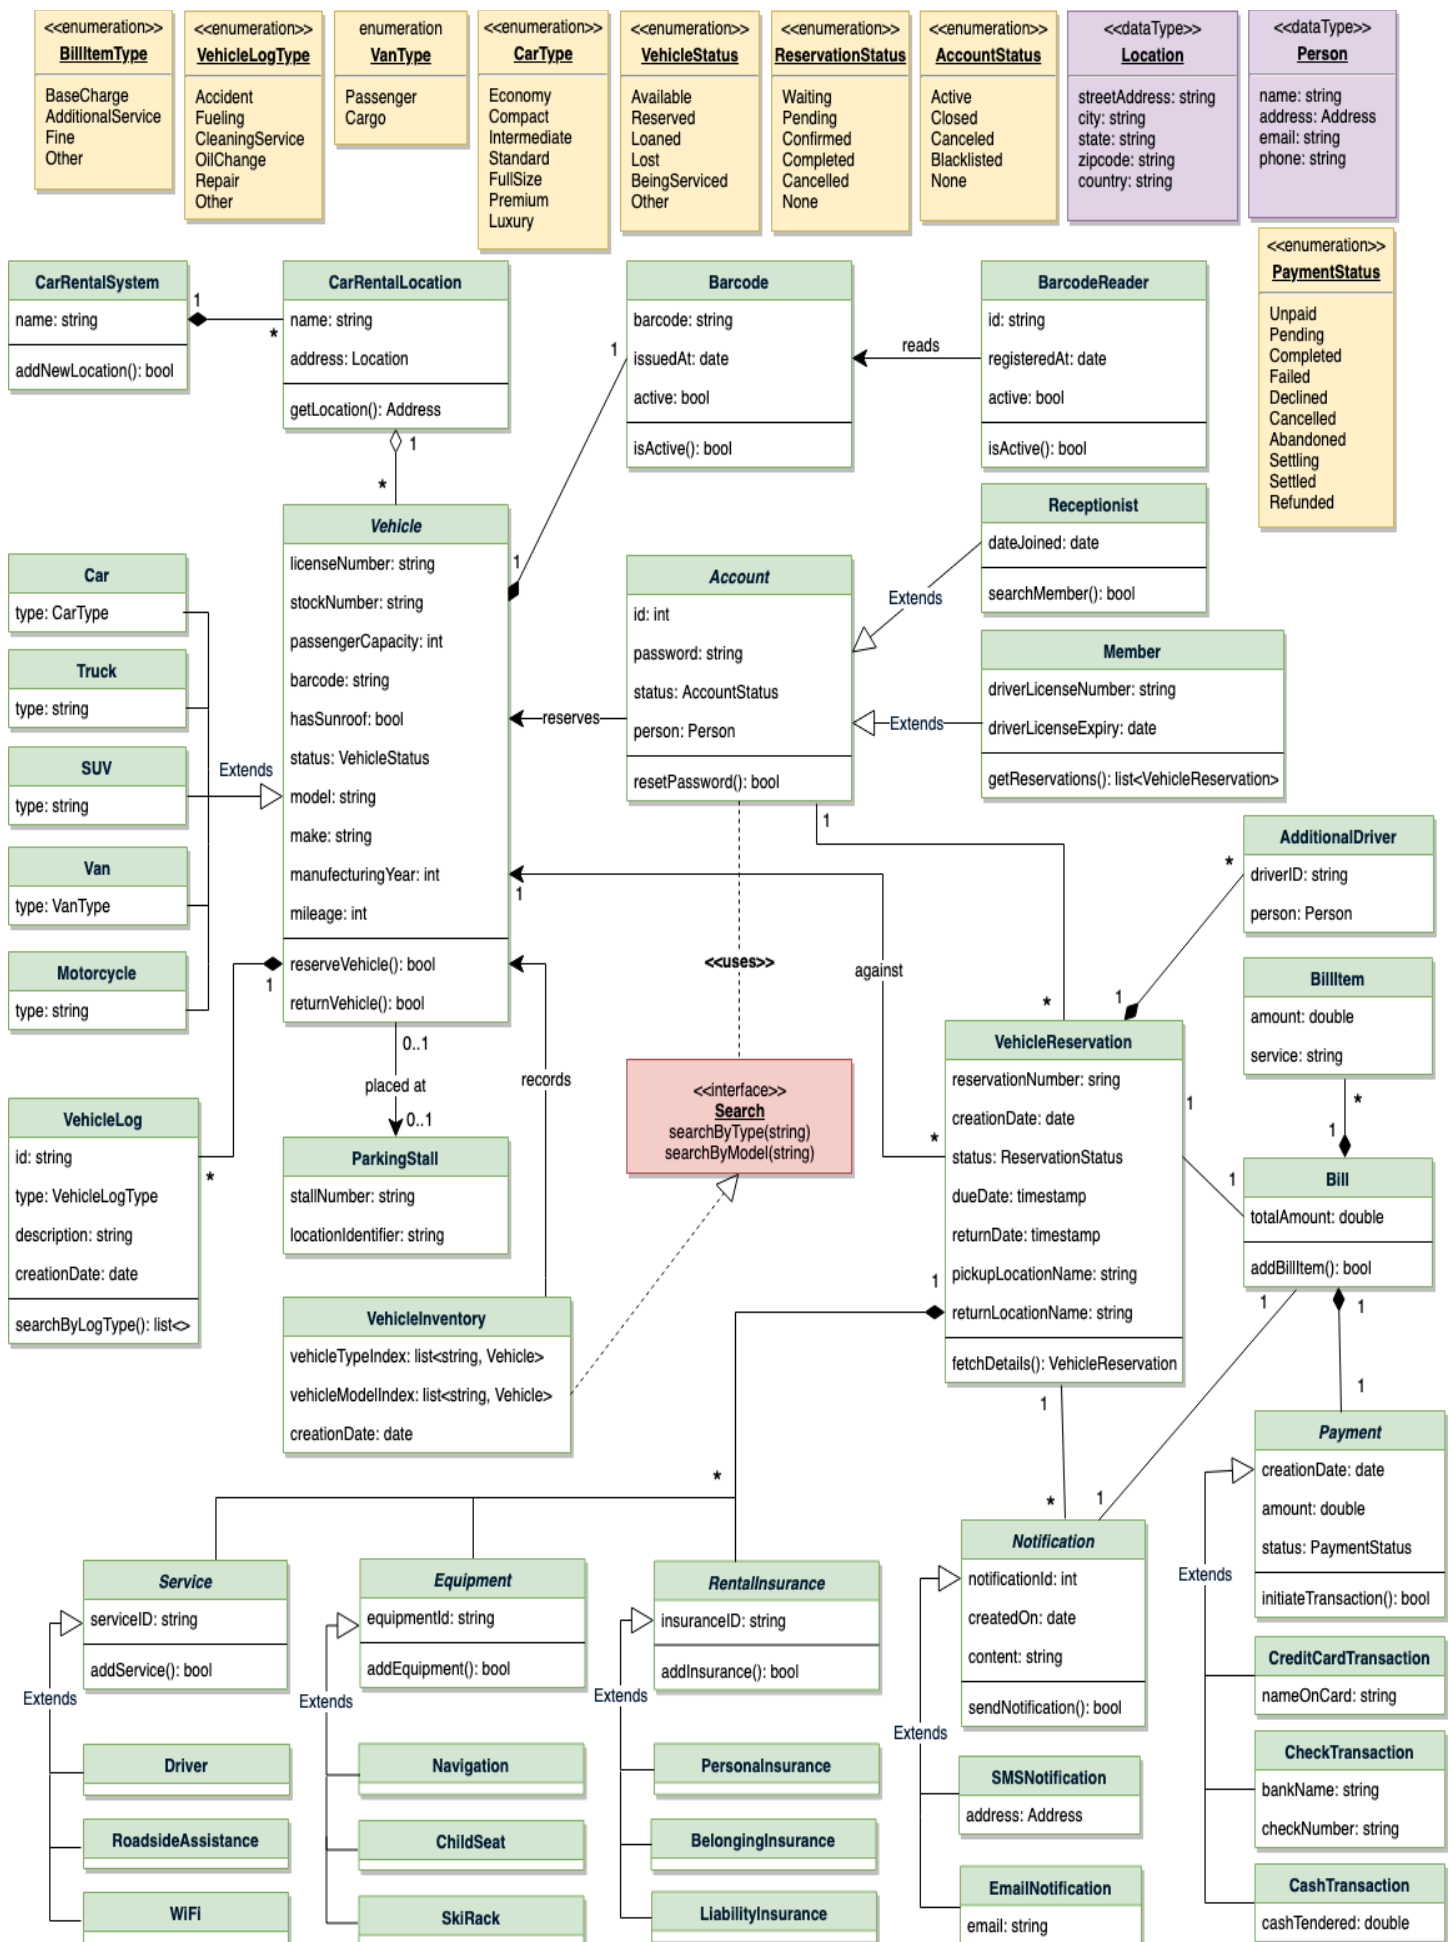 <<enumeration>>
BillItemType
BaseCharge
AdditionalService
Fine
Other
<<enumeration>>
VehicleLogType
Accident
Fueling
CleaningService
OilChange
Repair
Other
enumeration
VanType
Passenger
Cargo
<<enumeration>>
CarType
Economy
Compact
Intermediate
Standard
FullSize
Premium
Luxury
<<enumeration>>
VehicleStatus
Available
Reserved
Loaned
Lost
BeingServiced
Other
<<enumeration>>
ReservationStatus
Waiting
Pending
Confirmed
Completed
Cancelled
None
<<enumeration>>
AccountStatus
Active
Closed
Canceled
Blacklisted
None
<<dataType>>
Location
streetAddress: string
city: string
state: string
zipcode: string
country: string
<<dataType>>
Person
name: string
address: Address
email: string
phone: string
<<enumeration>>
PaymentStatus
Unpaid
Pending
Completed
Failed
Declined
Cancelled
Abandoned
Settling
Settled
Refunded
CarRentalSystem
name: string
addNewLocation(): bool
1
*
CarRentalLocation
name: string
address: Location
getLocation(): Address
1
*
Barcode
barcode: string
issuedAt: date
active: bool
isActive(): bool
1
1
reads
BarcodeReader
id: string
registeredAt: date
active: bool
isActive(): bool
Vehicle
licenseNumber: string
stockNumber: string
passengerCapacity: int
barcode: string
hasSunroof: bool
status: VehicleStatus
model: string
make: string
manufecturingYear: int
mileage: int
reserveVehicle(): bool
returnVehicle(): bool
Car
type: CarType
Truck
type: string
SUV
type: string
Van
type: VanType
Motorcycle
type: string
Extends
Account
id: int
password: string
status: AccountStatus
person: Person
resetPassword(): bool
reserves
Receptionist
dateJoined: date
searchMember(): bool
Extends
Member
driverLicenseNumber: string
driverLicenseExpiry: date
getReservations(): list<VehicleReservation>
Extends
1
*
AdditionalDriver
driverID: string
person: Person
*
1
BillItem
amount: double
service: string
*
1
1
against
*
<<uses>>
1
*
VehicleLog
id: string
type: VehicleLogType
description: string
creationDate: date
searchByLogType(): list<>
0..1
placed at
0..1
ParkingStall
stallNumber: string
locationIdentifier: string
records
<<interface>>
Search
searchByType(string)
searchByModel(string)
VehicleInventory
vehicleTypeIndex: list<string, Vehicle>
vehicleModelIndex: list<string, Vehicle>
creationDate: date
VehicleReservation
reservationNumber: sring
creationDate: date
status: ReservationStatus
dueDate: timestamp
returnDate: timestamp
pickupLocationName: string
returnLocationName: string
fetchDetails(): VehicleReservation
1
1
Bill
totalAmount: double
addBillItem(): bool
1
*
1
*
1
1
1
1
Payment
creationDate: date
amount: double
status: PaymentStatus
initiateTransaction(): bool
Extends
CreditCardTransaction
nameOnCard: string
CheckTransaction
bankName: string
checkNumber: string
CashTransaction
cashTendered: double
Service
serviceID: string
addService(): bool
Extends
Driver
RoadsideAssistance
WiFi
Equipment
equipmentId: string
addEquipment(): bool
Extends
Navigation
ChildSeat
SkiRack
RentalInsurance
insuranceID: string
addInsurance(): bool
Extends
PersonalInsurance
BelongingInsurance
LiabilityInsurance
Notification
notificationId: int
createdOn: date
content: string
sendNotification(): bool
Extends
SMSNotification
address: Address
EmailNotification
email: string